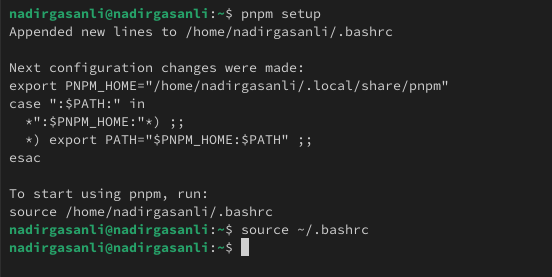 nadirgasanli@nadirgasanli:~$ pnpm setup
Appended new lines to /home/nadirgasanli/.bashrc

Next configuration changes were made:
export PNPM_HOME="/home/nadirgasanli/.local/share/pnpm"
case ":$PATH:" in
  *":$PNPM_HOME:"*) ;;
  *) export PATH="$PNPM_HOME:$PATH" ;;
esac

To start using pnpm, run:
source /home/nadirgasanli/.bashrc
nadirgasanli@nadirgasanli:~$ source ~/.bashrc
nadirgasanli@nadirgasanli:~$